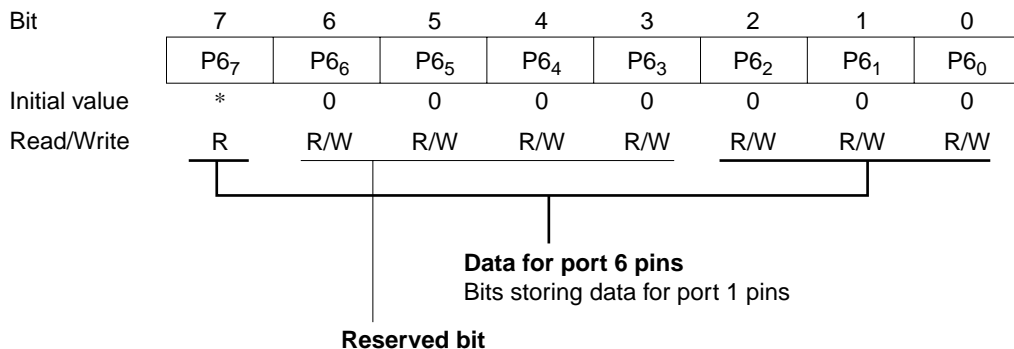 Bit 7 6 5 4 3 2 1 0
P6₇ P6₆ P6₅ P6₄ P6₃ P6₂ P6₁ P6₀
Initial value * 0 0 0 0 0 0 0
Read/Write R R/W R/W R/W R/W R/W R/W R/W
Data for port 6 pins
Bits storing data for port 1 pins
Reserved bit